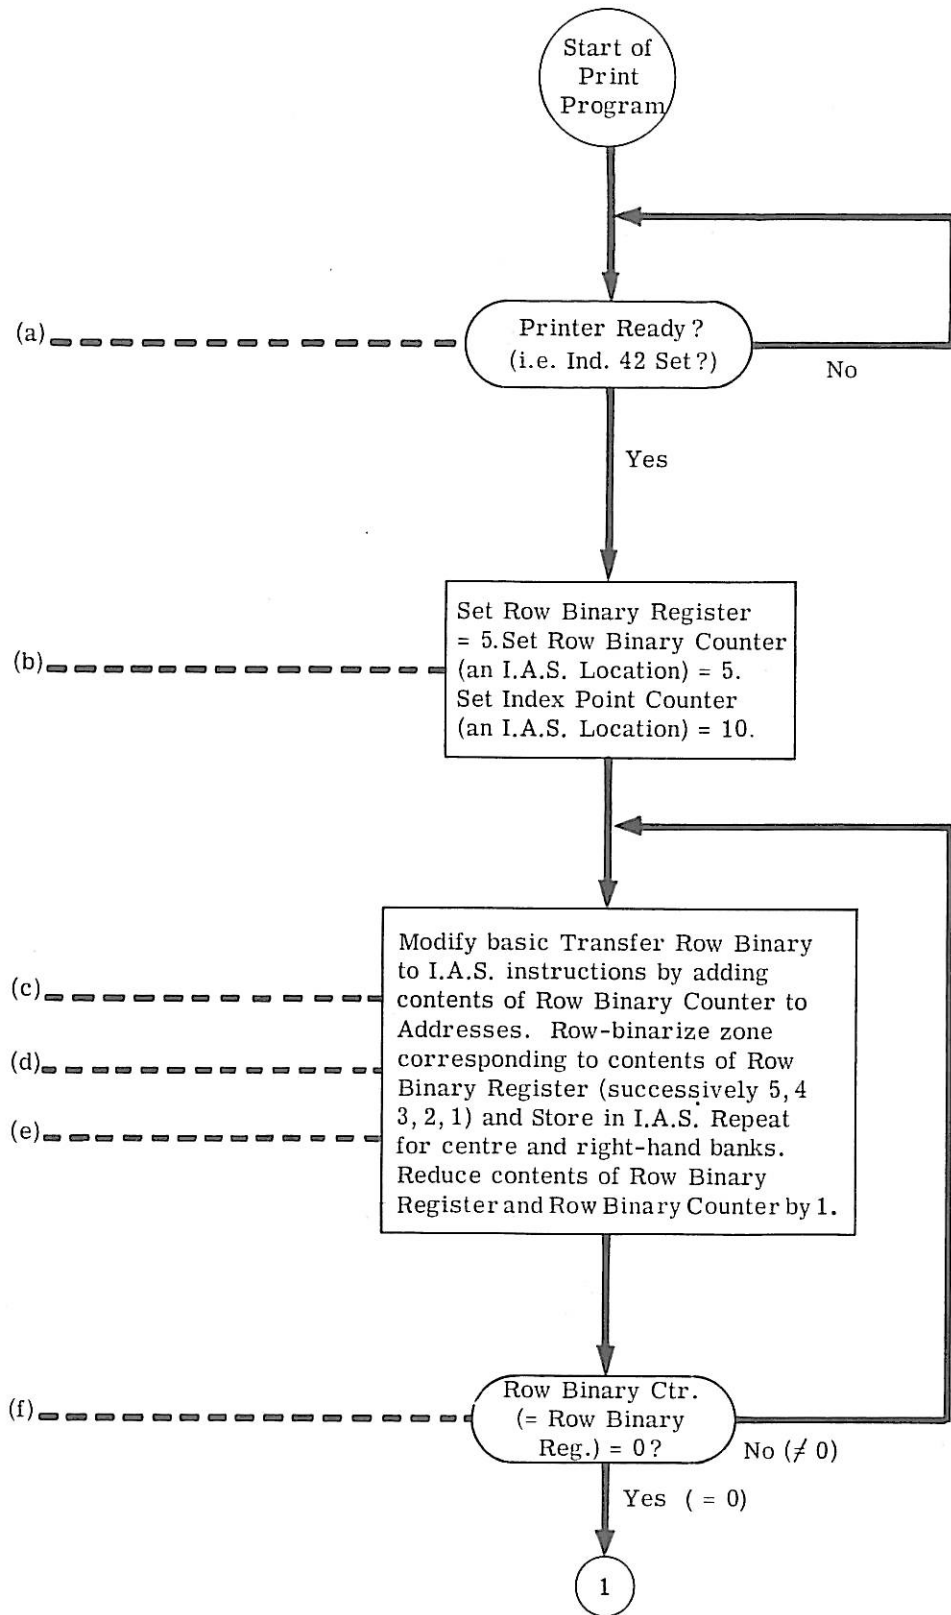 Start of
Print
Program
(a)
Printer Ready?
(i.e. Ind. 42 Set?)
No
Yes
(b)
Set Row Binary Register
= 5. Set Row Binary Counter
(an I.A.S. Location) = 5.
Set Index Point Counter
(an I.A.S. Location) = 10.
(c)
(d)
(e)
Modify basic Transfer Row Binary
to I.A.S. instructions by adding
contents of Row Binary Counter to
Addresses. Row-binarize zone
corresponding to contents of Row
Binary Register (successively 5, 4
3, 2, 1) and Store in I.A.S. Repeat
for centre and right-hand banks.
Reduce contents of Row Binary
Register and Row Binary Counter by 1.
(f)
Row Binary Ctr.
(= Row Binary
Reg.) = 0?
No (≠ 0)
Yes ( = 0)
1